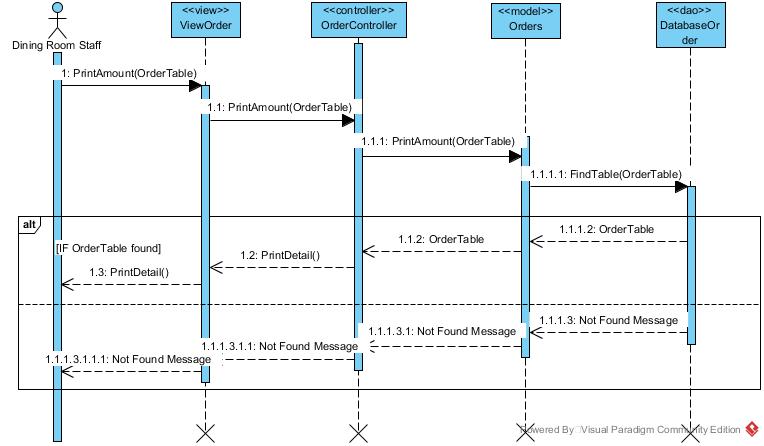 <<view>>
ViewOrder
<<controller>>
OrderController
<<model>>
Orders
<<dao>>
DatabaseOr
der
Dining Room Staff
1: PrintAmount(OrderTable)
1.1: PrintAmount(OrderTable)
1.1.1: PrintAmount(OrderTable)
1.1.1.1: FindTable(OrderTable)
alt
[IF OrderTable found]
1.1.1.2: OrderTable
1.1.2: OrderTable
1.2: PrintDetail()
1.3: PrintDetail()
1.1.1.3: Not Found Message
1.1.1.3.1: Not Found Message
1.1.1.3.1.1: Not Found Message
1.1.1.3.1.1.1: Not Found Message
Powered By Visual Paradigm Community Edition